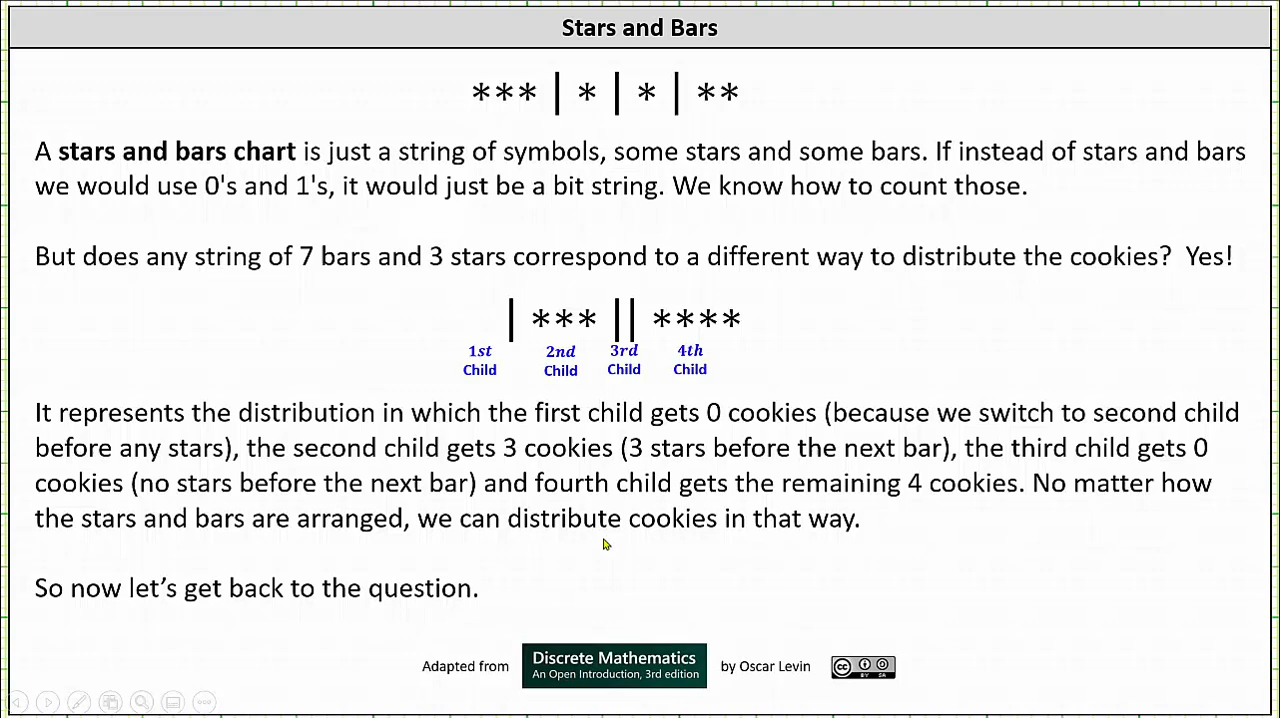 Stars and Bars
***|*|*|**
A stars and bars chart is just a string of symbols, some stars and some bars. If instead of stars and bars
we would use 0's and 1's, it would just be a bit string. We know how to count those.
But does any string of 7 bars and 3 stars correspond to a different way to distribute the cookies? Yes!
|***||****
1st 2nd 3rd 4th
Child Child Child Child
It represents the distribution in which the first child gets 0 cookies (because we switch to second child
before any stars), the second child gets 3 cookies (3 stars before the next bar), the third child gets 0
cookies (no stars before the next bar) and fourth child gets the remaining 4 cookies. No matter how
the stars and bars are arranged, we can distribute cookies in that way.
So now let’s get back to the question.
Adapted from Discrete Mathematics by Oscar Levin
An Open Introduction, 3rd edition
CC BY SA